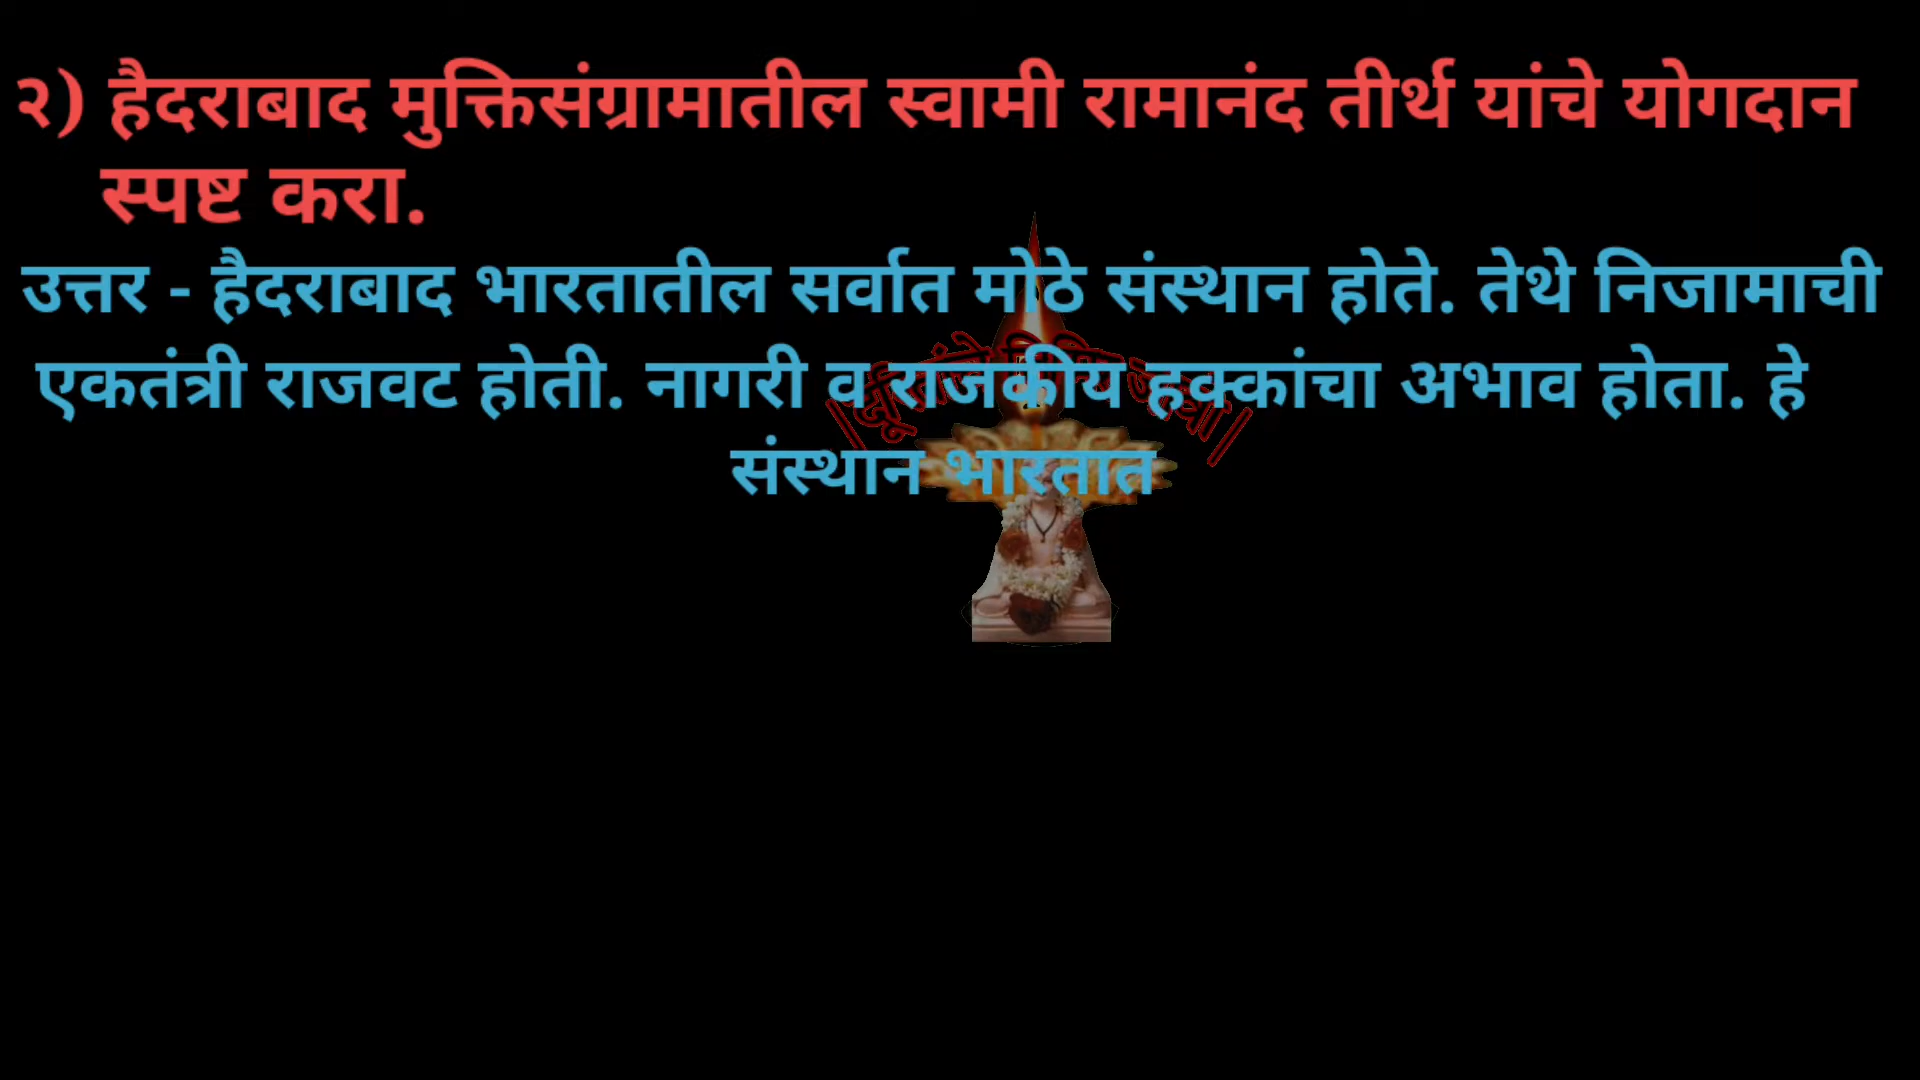 २) हैदराबाद मुक्तिसंग्रामातील स्वामी रामानंद तीर्थ यांचे योगदान
स्पष्ट करा.
उत्तर - हैदराबाद भारतातील सर्वात मोठे संस्थान होते. तेथे निजामाची
एकतंत्री राजवट होती. नागरी व राजकीय हक्कांचा अभाव होता. हे
संस्थान भारतात